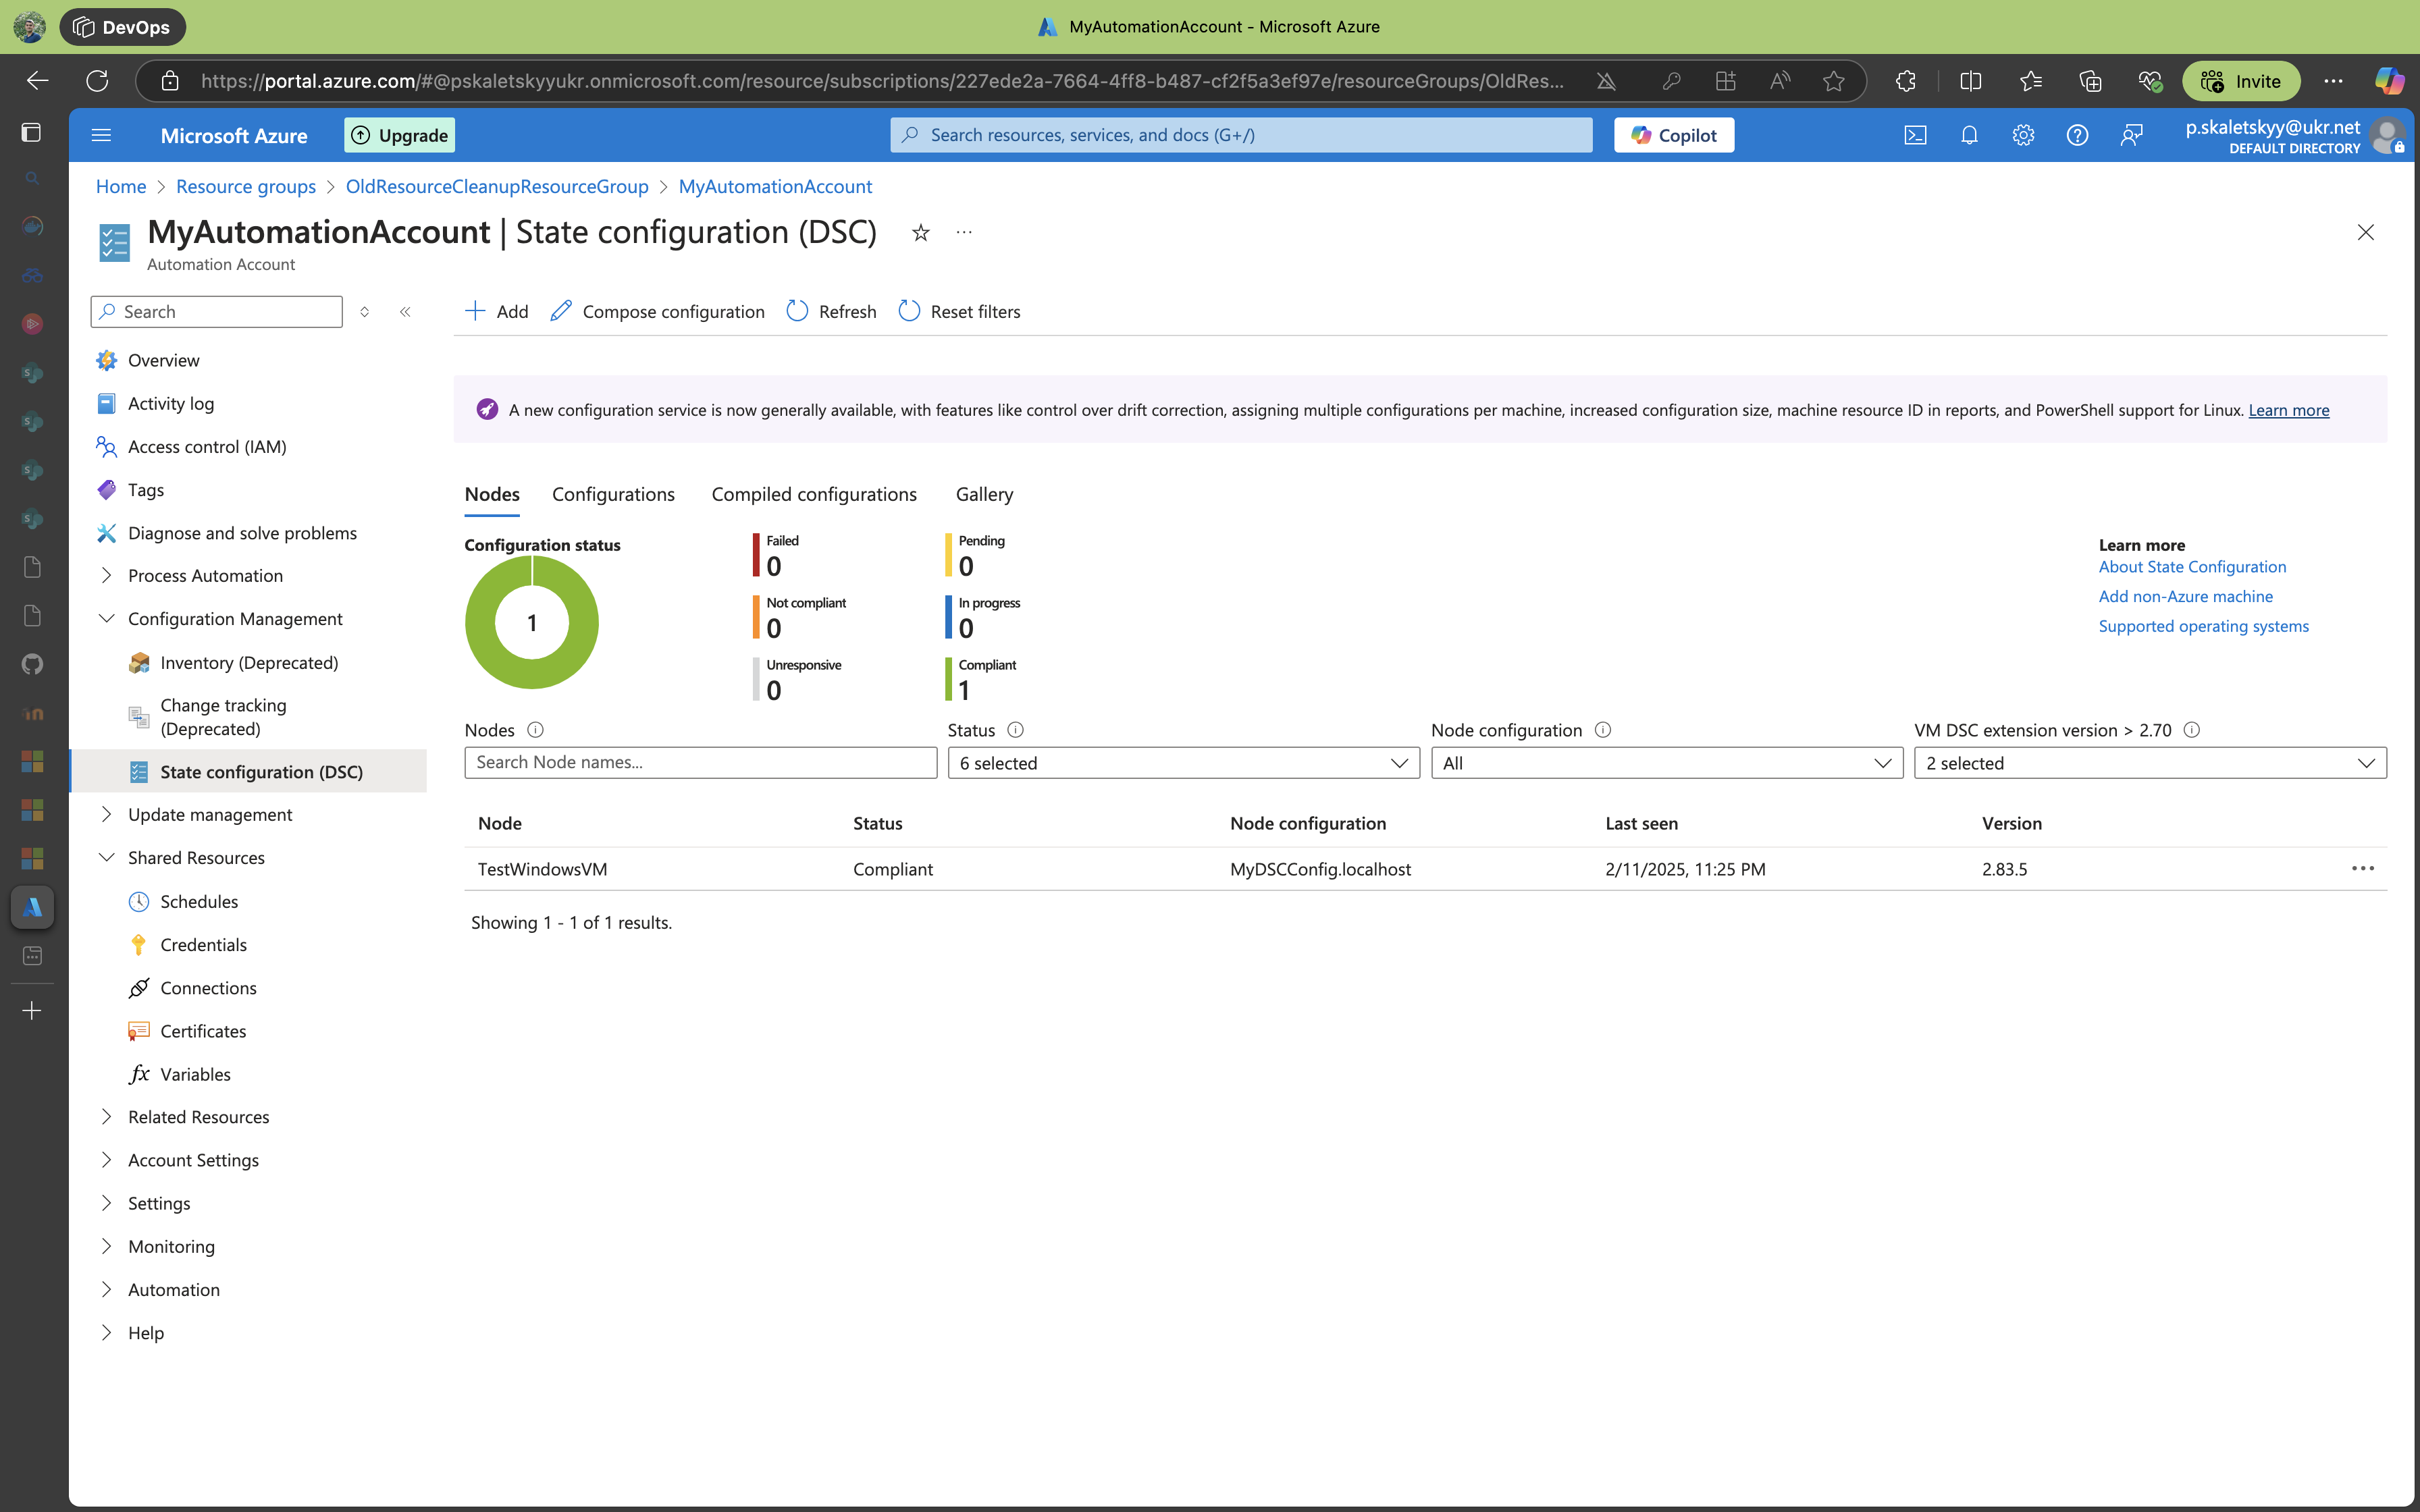 DevOps
MyAutomationAccount - Microsoft Azure
https://portal.azure.com/#@pskaletskyyukr.onmicrosoft.com/resource/subscriptions/227ede2a-7664-4ff8-b487-cf2f5a3ef97e/resourceGroups/OldRes...
Invite
Microsoft Azure
Upgrade
Search resources, services, and docs (G+/)
Copilot
p.skaletskyy@ukr.net
DEFAULT DIRECTORY
Home > Resource groups > OldResourceCleanupResourceGroup > MyAutomationAccount
MyAutomationAccount | State configuration (DSC)
Automation Account
Search
Overview
Activity log
Access control (IAM)
Tags
Diagnose and solve problems
Process Automation
Configuration Management
Inventory (Deprecated)
Change tracking
(Deprecated)
State configuration (DSC)
Update management
Shared Resources
Schedules
Credentials
Connections
Certificates
Variables
Related Resources
Account Settings
Settings
Monitoring
Automation
Help
Add
Compose configuration
Refresh
Reset filters
A new configuration service is now generally available, with features like control over drift correction, assigning multiple configurations per machine, increased configuration size, machine resource ID in reports, and PowerShell support for Linux. Learn more
Nodes
Configurations
Compiled configurations
Gallery
Configuration status
1
Failed
0
Pending
0
Not compliant
0
In progress
0
Unresponsive
0
Compliant
1
Learn more
About State Configuration
Add non-Azure machine
Supported operating systems
Nodes
Search Node names...
Status
6 selected
Node configuration
All
VM DSC extension version > 2.70
2 selected
Node Status Node configuration Last seen Version
TestWindowsVM Compliant MyDSCConfig.localhost 2/11/2025, 11:25 PM 2.83.5
Showing 1 - 1 of 1 results.